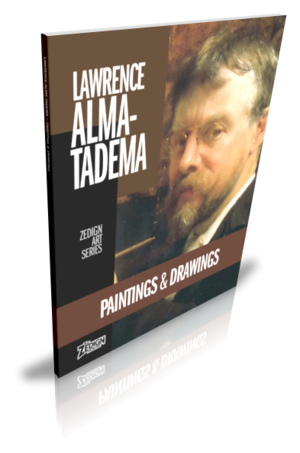 LAWRENCE
ALMA-
TADEMA
ZEDIGN
ART
SERIES
PAINTINGS & DRAWINGS
ZEDIGN